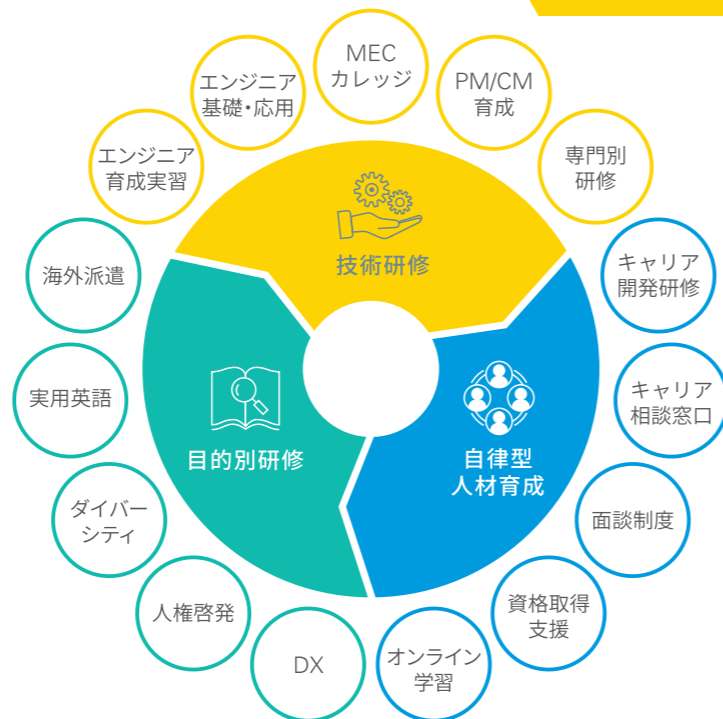 MEC
カレッジ
エンジニア
基礎・応用
PM/CM
育成
エンジニア
育成実習
専門別
研修
技術研修
海外派遣
キャリア
開発研修
実用英語
キャリア
相談窓口
目的別研修
自律型
人材育成
ダイバー
シティ
面談制度
人権啓発
資格取得
支援
DX
オンライン
学習